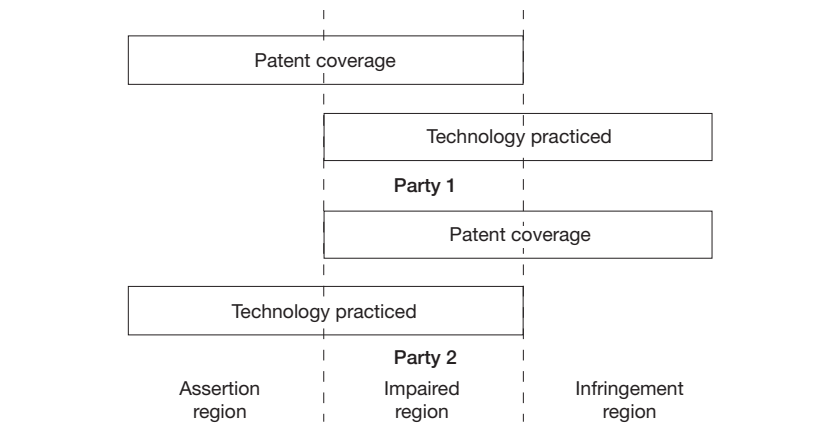 Patent coverage
Technology practiced
Party 1
Patent coverage
Technology practiced
Party 2
Assertion
region
Impaired
region
Infringement
region